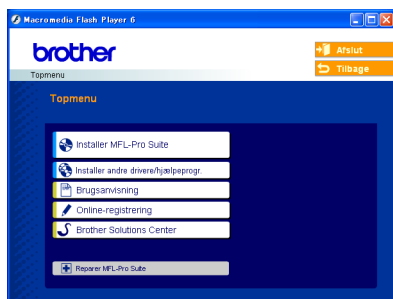 Macromedia Flash Player 6
brother
Afslut
Tilbage
Topmenu
Topmenu
Installer MFL-Pro Suite
Installer andre drivere/hjælpeprogr.
Brugsanvisning
Online-registrering
Brother Solutions Center
Reparer MFL-Pro Suite